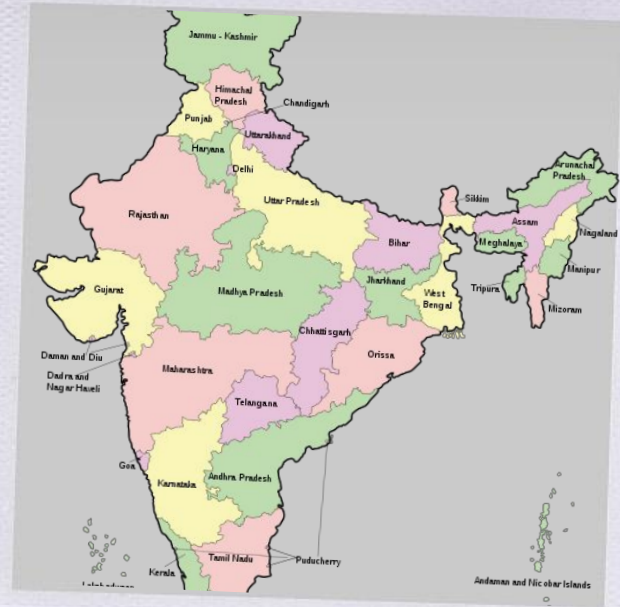 Jammu - Kashmir
Himachal
Pradesh
Chandigarh
Punjab
Uttarakhand
Haryana
Delhi
Arunachal
Pradesh
Sikkim
Uttar Pradesh
Rajasthan
Assam
Nagaland
Bihar
Meghalaya
Manipur
Jharkhand
Tripura
Gujarat
Madhya Pradesh
West
Bengal
Mizoram
Chhattisgarh
Daman and Diu
Orissa
Maharashtra
Dadra and
Nagar Haveli
Telangana
Goa
Andhra Pradesh
Karnataka
Tamil Nadu
Puducherry
Kerala
Andaman and Nicobar Islands